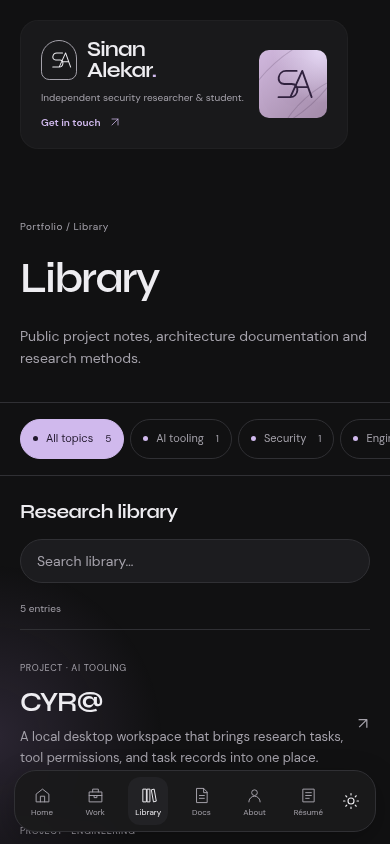 SA
Sinan
Alekar.
Independent security researcher & student.
Get in touch
SA
Portfolio / Library
Library
Public project notes, architecture documentation and
research methods.
All topics 5
AI tooling 1
Security 1
Engin
Research library
Search library...
5 entries
PROJECT · AI TOOLING
CYR@
A local desktop workspace that brings research tasks,
tool permissions, and task records into one place.
Home
Work
Library
Docs
About
Résumé
PROJECT · ENGINEERING